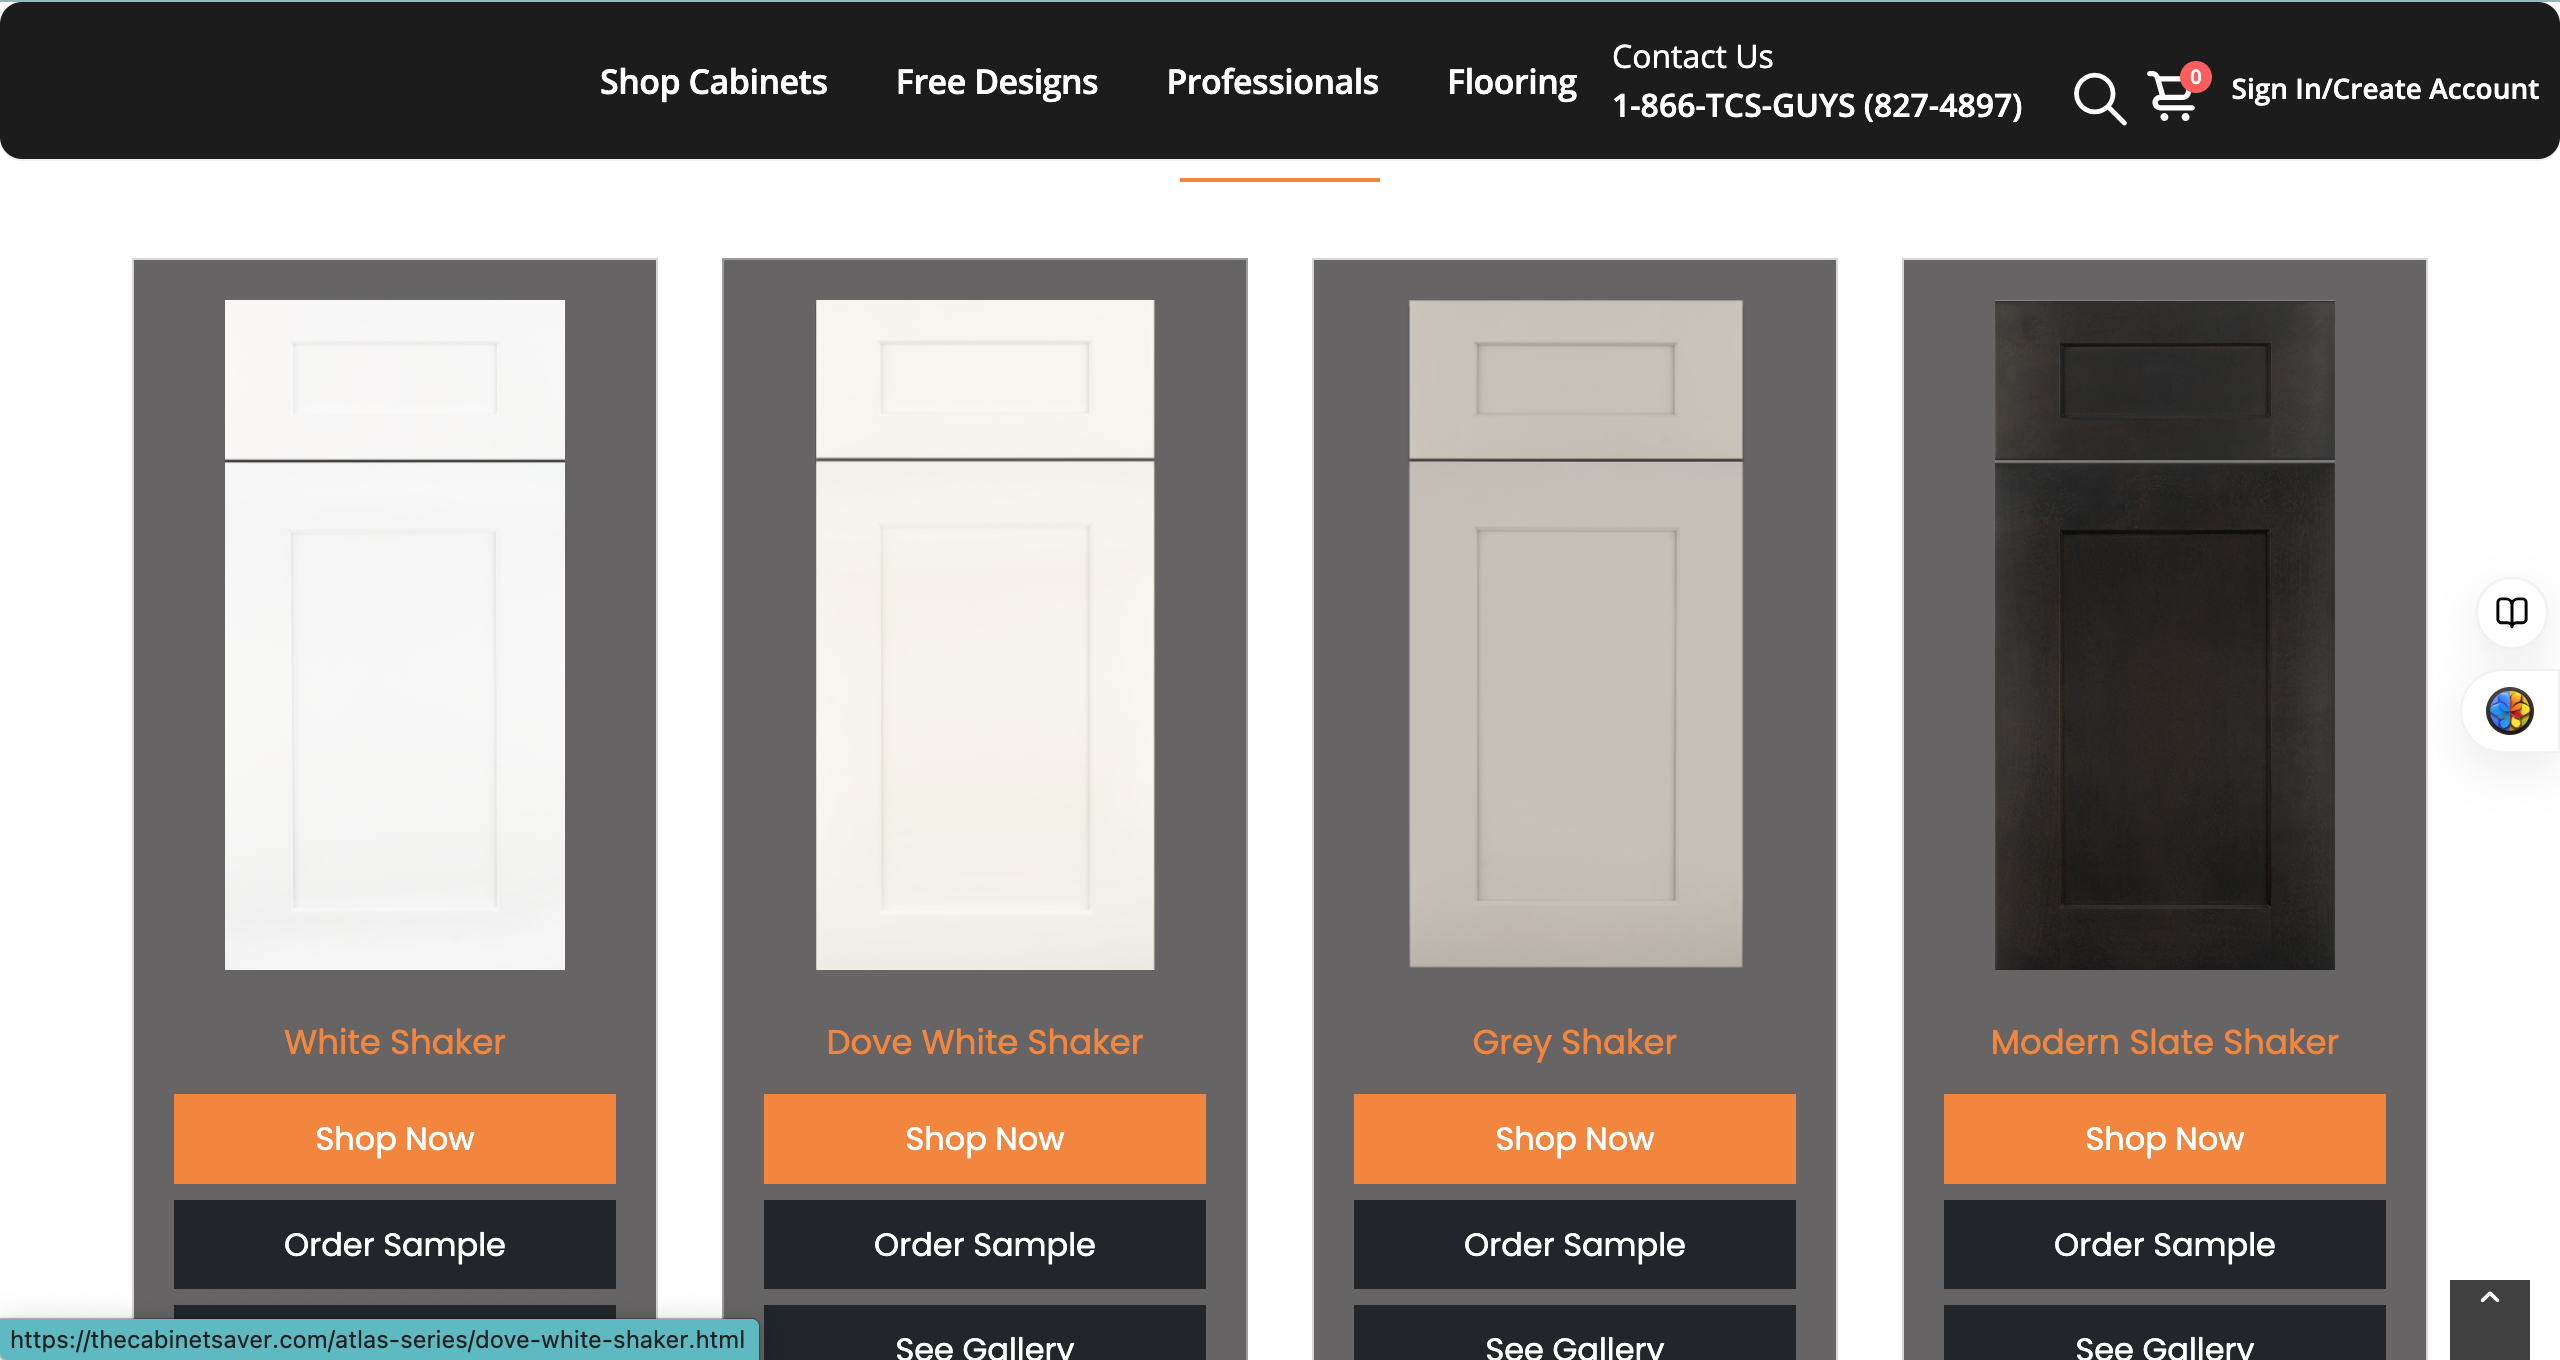 Shop Cabinets
Free Designs
Professionals
Flooring
Contact Us
1-866-TCS-GUYS (827-4897)
0
Sign In/Create Account
White Shaker
Dove White Shaker
Grey Shaker
Modern Slate Shaker
Shop Now
Shop Now
Shop Now
Shop Now
Order Sample
Order Sample
Order Sample
Order Sample
See Gallery
See Gallery
See Gallery
https://thecabinetsaver.com/atlas-series/dove-white-shaker.html